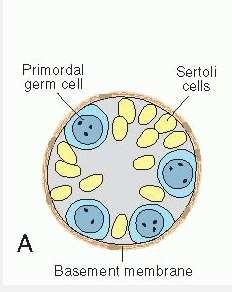 Primordal
germ cell
Sertoli
cells
A
Basement membrane